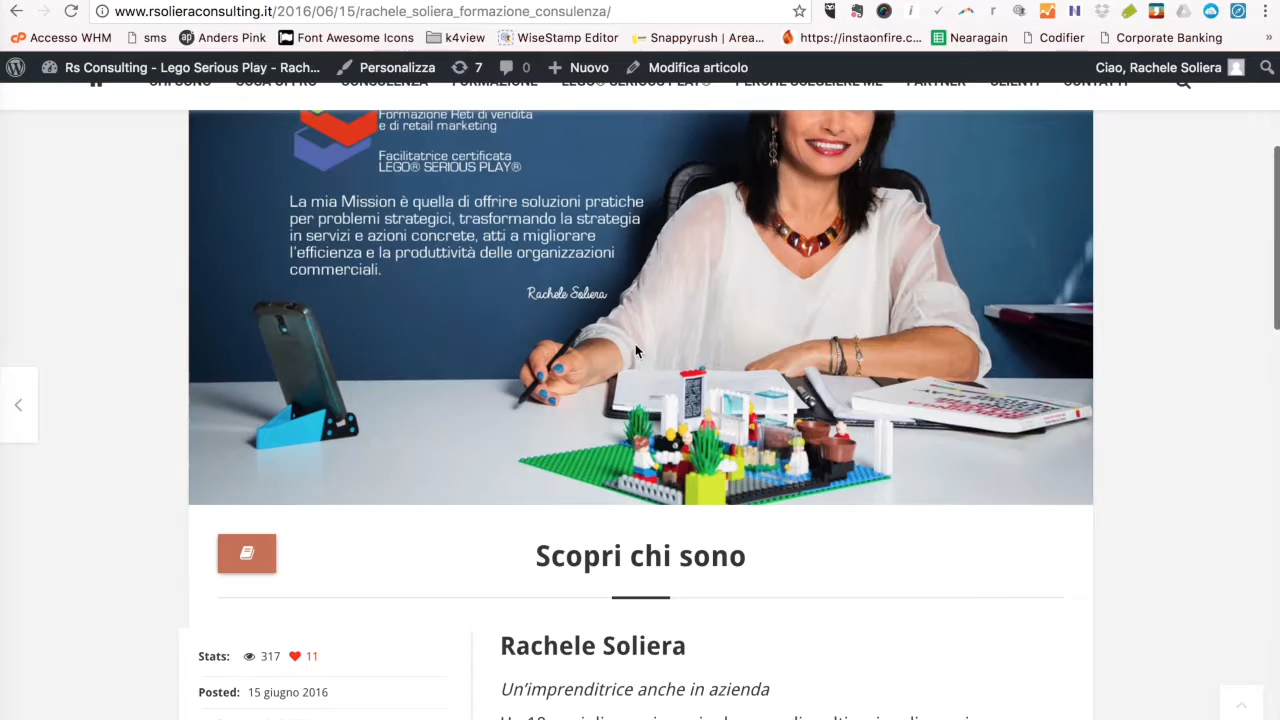 www.rsolieraconsulting.it/2016/06/15/rachele_soliera_formazione_consulenza/
Accesso WHM
sms
Anders Pink
Font Awesome Icons
k4view
WiseStamp Editor
Snappyrush | Area...
https://instaonfire.c...
Nearagain
Codifier
Corporate Banking
»
Rs Consulting – Lego Serious Play – Rach...
Personalizza
7
0
Nuovo
Modifica articolo
Ciao, Rachele Soliera
Formazione Reti di vendita
e di retail marketing
Facilitatrice certificata
LEGO® SERIOUS PLAY®
La mia Mission è quella di offrire soluzioni pratiche
per problemi strategici, trasformando la strategia
in servizi e azioni concrete, atti a migliorare
l'efficienza e la produttività delle organizzazioni
commerciali.
Rachele Soliera
Scopri chi sono
Stats: 317 11
Posted: 15 giugno 2016
Rachele Soliera
Un'imprenditrice anche in azienda